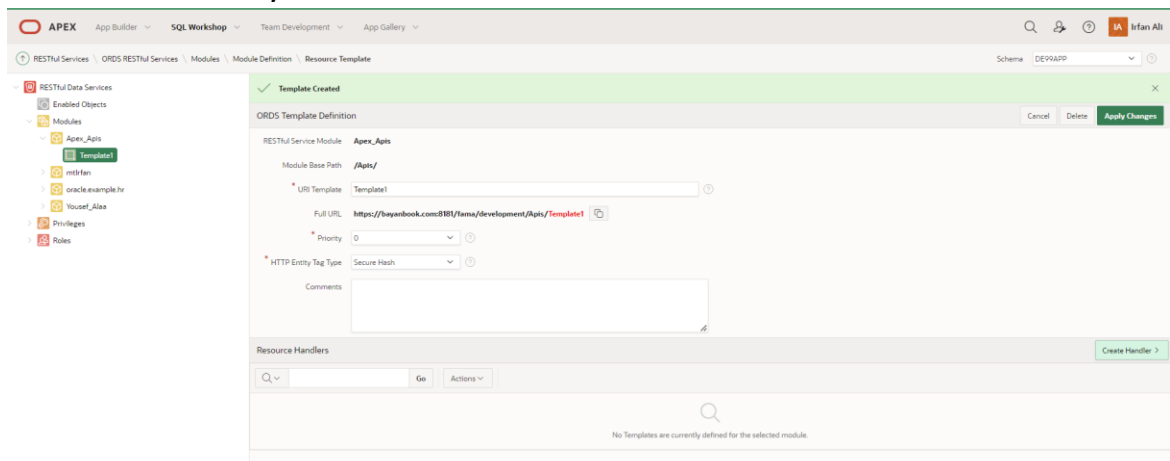 APEX App Builder SQL Workshop Team Development App Gallery IA Irfan Ali
RESTful Services \ ORDS RESTful Services \ Modules \ Module Definition \ Resource Template Schema DE99APP
RESTful Data Services
Enabled Objects
Modules
Apex_Apis
Template1
mtIrfan
oracle.example.hr
Yousef_Alaa
Privileges
Roles
Template Created
ORDS Template Definition Cancel Delete Apply Changes
RESTful Service Module Apex_Apis
Module Base Path /Apis/
* URI Template Template1
Full URL https://bayanbook.com:8181/fama/development/Apis/Template1
* Priority 0
* HTTP Entity Tag Type Secure Hash
Comments
Resource Handlers Create Handler >
Go Actions
No Templates are currently defined for the selected module.